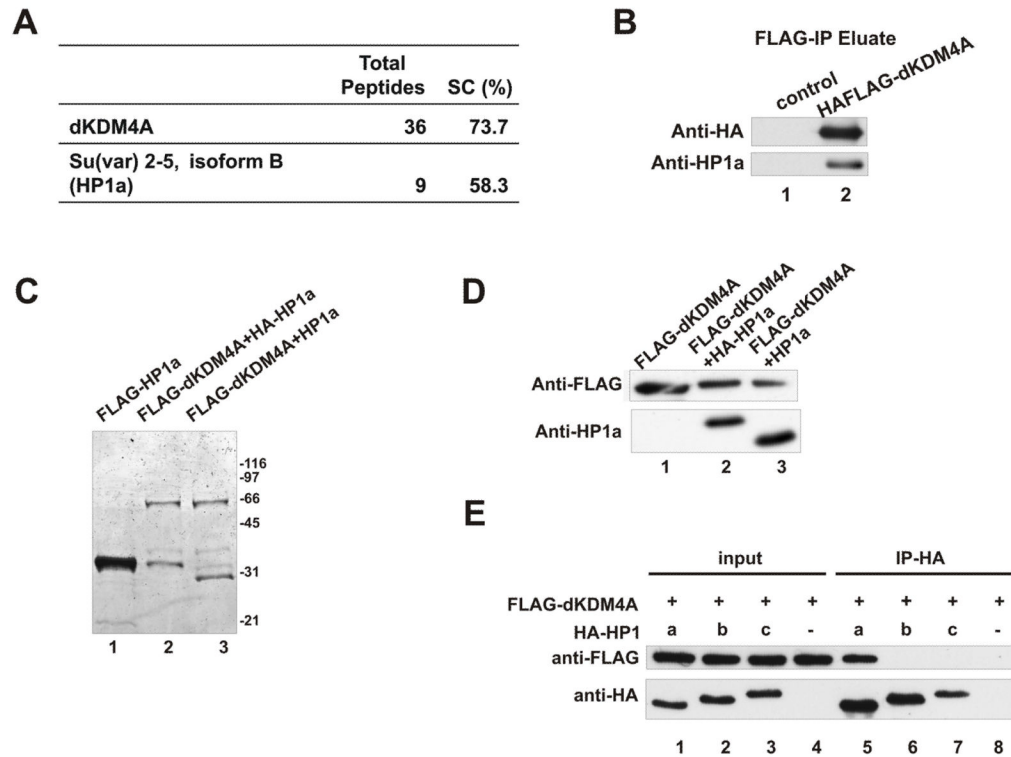 A
Total
Peptides SC (%)
dKDM4A 36 73.7
Su(var) 2-5, isoform B
(HP1a) 9 58.3
B
FLAG-IP Eluate
control
HAFLAG-dKDM4A
Anti-HA
Anti-HP1a
1 2
C
FLAG-HP1a
FLAG-dKDM4A+HA-HP1a
FLAG-dKDM4A+HP1a
-116
-97
-66
-45
-31
-21
1 2 3
D
FLAG-dKDM4A
FLAG-dKDM4A
+HA-HP1a
FLAG-dKDM4A
+HP1a
Anti-FLAG
Anti-HP1a
1 2 3
E
input IP-HA
FLAG-dKDM4A + + + + + + + +
HA-HP1 a b c - a b c -
anti-FLAG
anti-HA
1 2 3 4 5 6 7 8